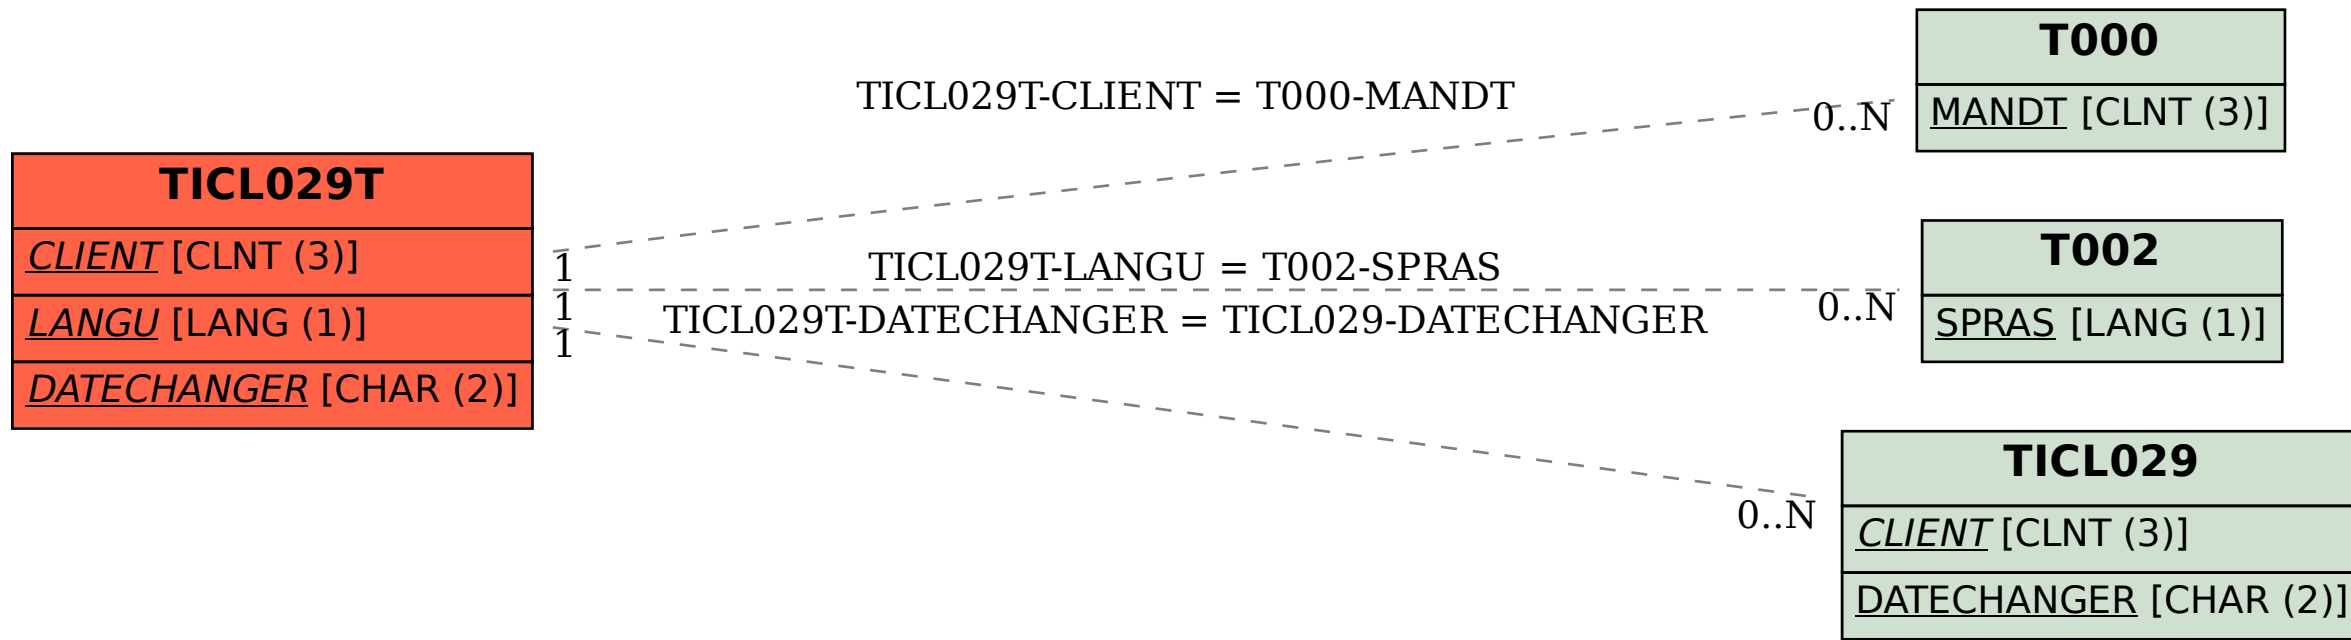 TICL029T
CLIENT [CLNT (3)]
LANGU [LANG (1)]
DATECHANGER [CHAR (2)]
TICL029T-CLIENT = T000-MANDT
1
0..N
TICL029T-LANGU = T002-SPRAS
1
0..N
TICL029T-DATECHANGER = TICL029-DATECHANGER
1
0..N
T000
MANDT [CLNT (3)]
T002
SPRAS [LANG (1)]
TICL029
CLIENT [CLNT (3)]
DATECHANGER [CHAR (2)]